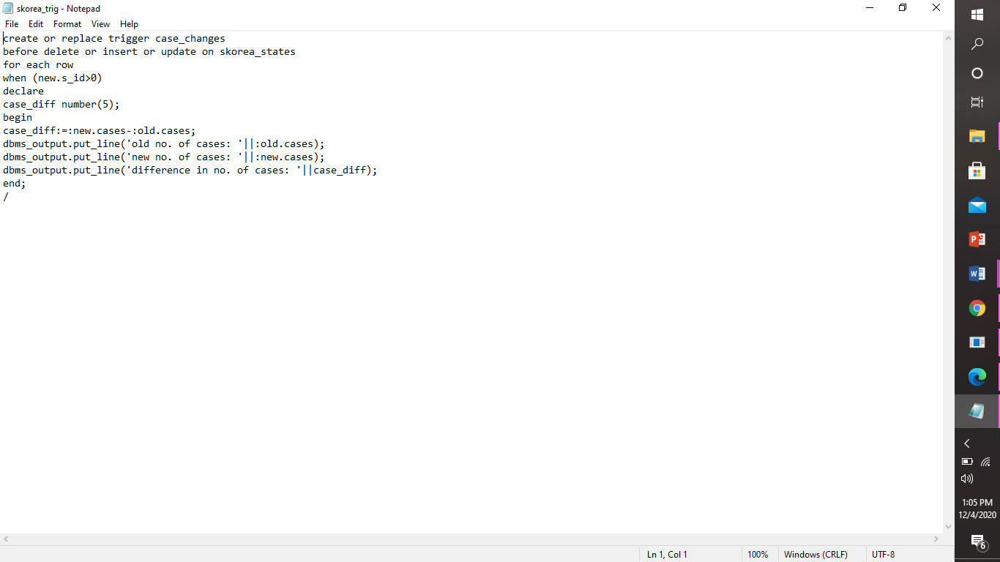 skorea_trig - Notepad
File Edit Format View Help
create or replace trigger case_changes
before delete or insert or update on skorea_states
for each row
when (new.s_id>0)
declare
case_diff number(5);
begin
case_diff:=:new.cases-:old.cases;
dbms_output.put_line('old no. of cases: '||:old.cases);
dbms_output.put_line('new no. of cases: '||:new.cases);
dbms_output.put_line('difference in no. of cases: '||case_diff);
end;
/
Ln 1, Col 1 100% Windows (CRLF) UTF-8
P
W
1:05 PM
12/4/2020
6